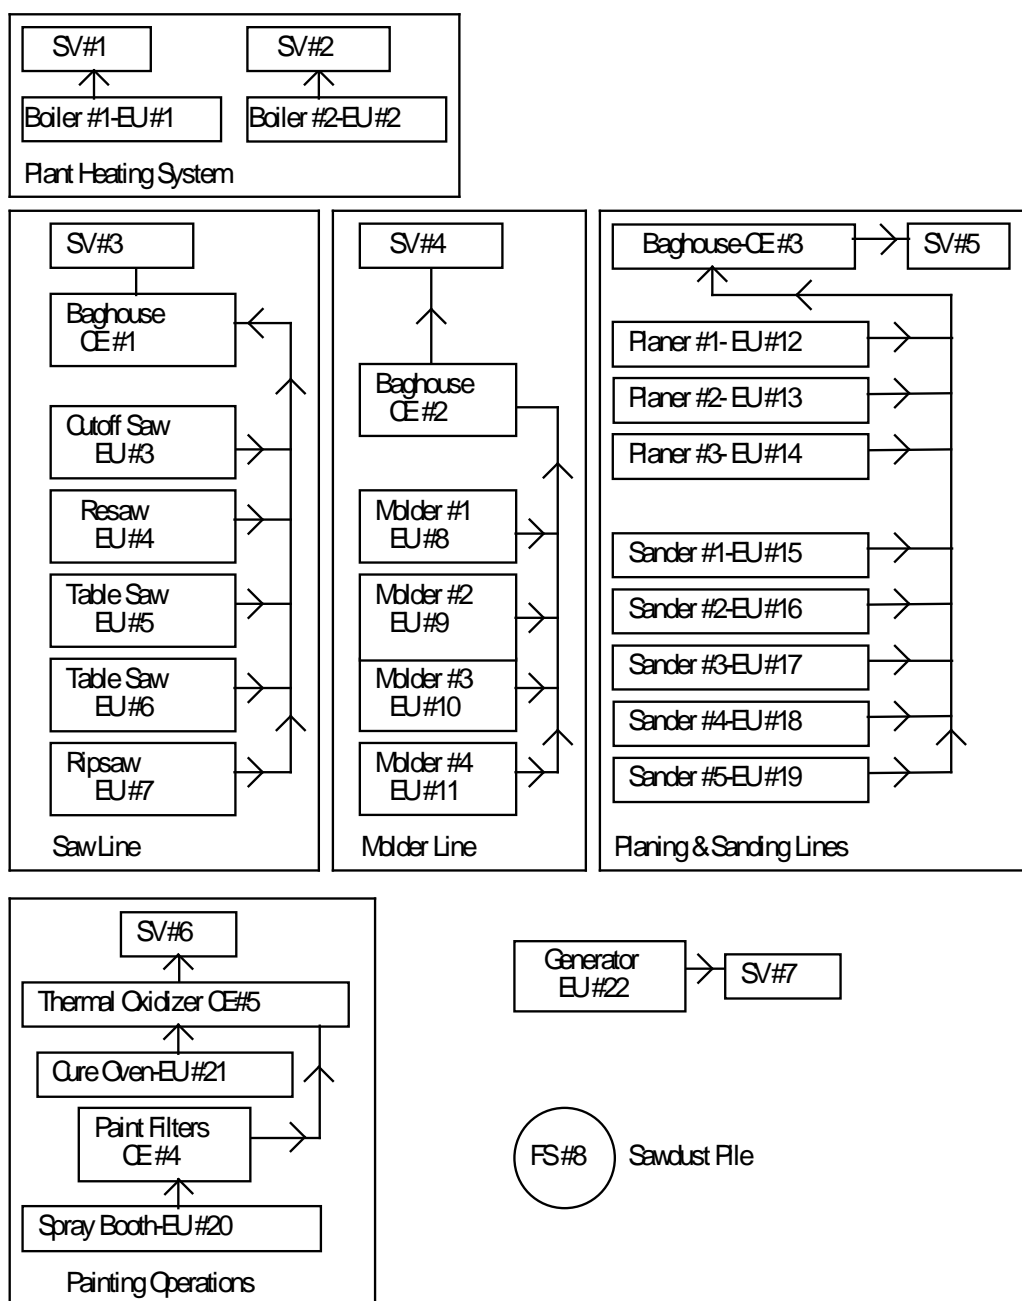 SV#1
SV#2
Boiler #1-EU#1
Boiler #2-EU#2
Plant Heating System
SV#3
Baghouse
CE#1
Cutoff Saw
EU#3
Resaw
EU#4
Table Saw
EU#5
Table Saw
EU#6
Ripsaw
EU#7
Saw Line
SV#4
Baghouse
CE#2
Molder #1
EU#8
Molder #2
EU#9
Molder #3
EU#10
Molder #4
EU#11
Molder Line
Baghouse-CE#3
SV#5
Planer #1- EU#12
Planer #2- EU#13
Planer #3- EU#14
Sander #1-EU#15
Sander #2-EU#16
Sander #3-EU#17
Sander #4-EU#18
Sander #5-EU#19
Planing & Sanding Lines
SV#6
Thermal Oxidizer CE#5
Cure Oven-EU#21
Paint Filters
CE#4
Spray Booth-EU#20
Painting Operations
Generator
EU#22
SV#7
FS#8
Sawdust Pile